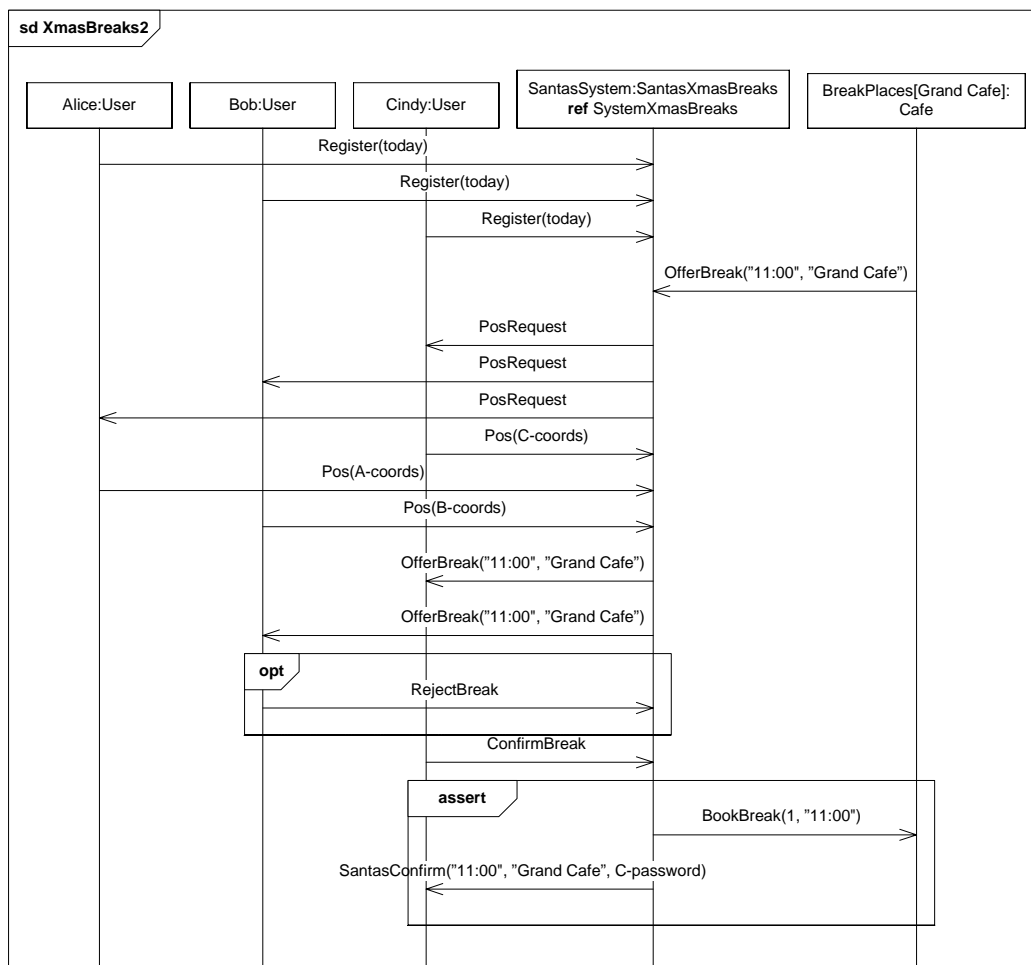 sd XmasBreaks2
Alice:User
Bob:User
Cindy:User
SantasSystem:SantasXmasBreaks
ref SystemXmasBreaks
BreakPlaces[Grand Cafe]:
Cafe
Register(today)
Register(today)
Register(today)
OfferBreak("11:00", "Grand Cafe")
PosRequest
PosRequest
PosRequest
Pos(C-coords)
Pos(A-coords)
Pos(B-coords)
OfferBreak("11:00", "Grand Cafe")
OfferBreak("11:00", "Grand Cafe")
opt
RejectBreak
ConfirmBreak
assert
BookBreak(1, "11:00")
SantasConfirm("11:00", "Grand Cafe", C-password)